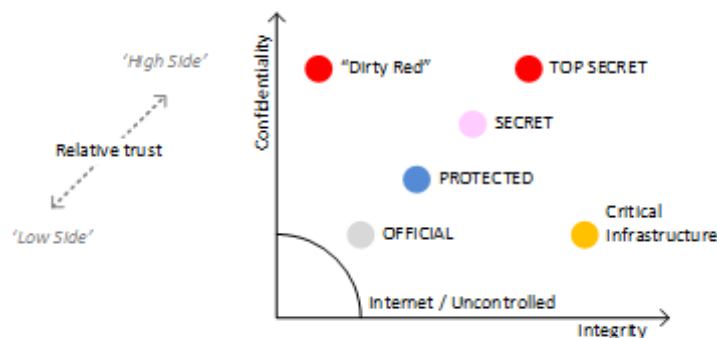 'High Side'
Relative trust
'Low Side'
Confidentiality
"Dirty Red"
TOP SECRET
SECRET
PROTECTED
OFFICIAL
Critical
Infrastructure
Internet / Uncontrolled
Integrity